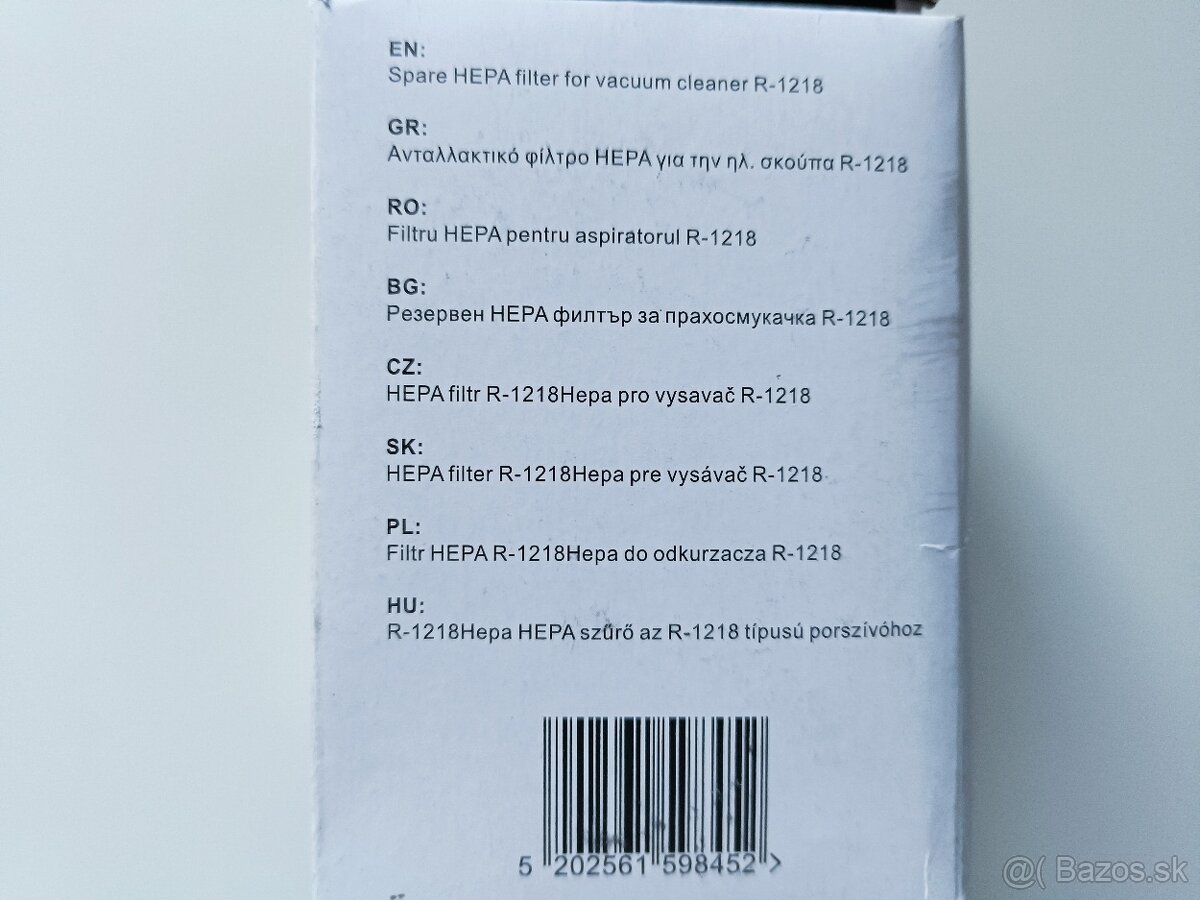 EN:
Spare HEPA filter for vacuum cleaner R-1218
GR:
Ανταλλακτικό φίλτρο HEPA για την ηλ. σκούπα R-1218
RO:
Filtru HEPA pentru aspiratorul R-1218
BG:
Резервен HEPA филтър за прахосмукачка R-1218
CZ:
HEPA filtr R-1218Hepa pro vysavač R-1218
SK:
HEPA filter R-1218Hepa pre vysávač R-1218
PL:
Filtr HEPA R-1218Hepa do odkurzacza R-1218
HU:
R-1218Hepa HEPA szűrő az R-1218 típusú porszívóhoz
5 202561 598452 >
@( Bazos.sk